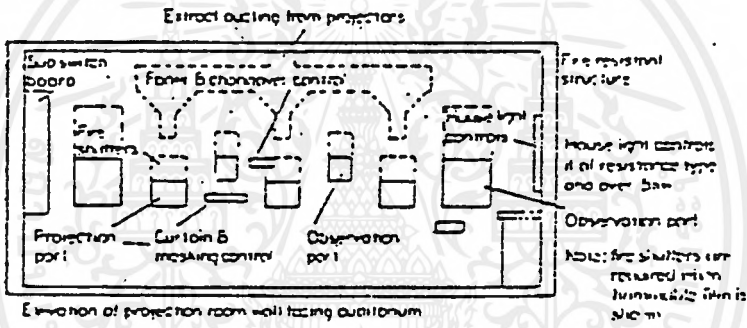 Extract ducting from projectors
Sub switch
board
Fader & changeover control
Fire resistant
structure
Fire
shutters
House light
controls
House light controls
if of resistance type
and over 5kw
Observation port
Projection
port
Curtain &
masking control
Observation
port
Note: fire shutters are
required when
film is
shown
Elevation of projection room wall facing auditorium